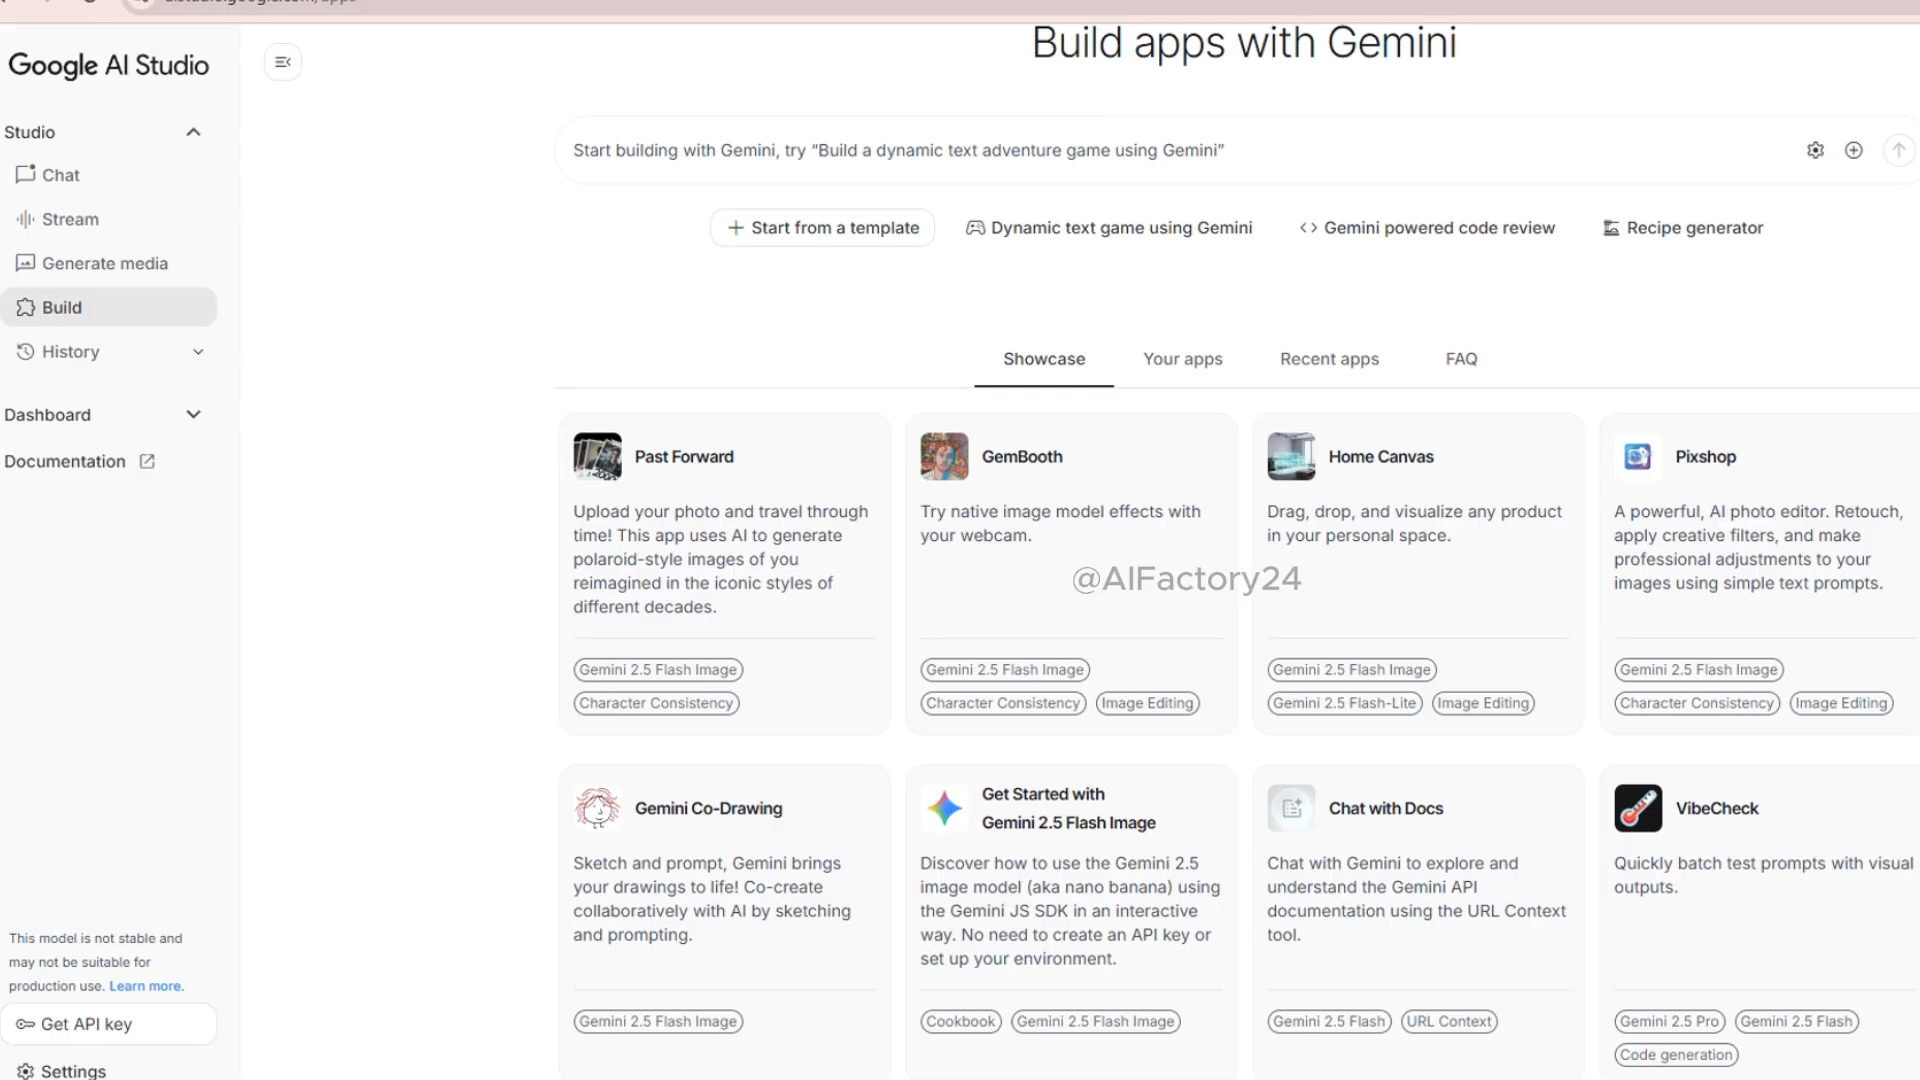 Google AI Studio
Studio
Chat
Stream
Generate media
Build
History
Dashboard
Documentation
This model is not stable and
may not be suitable for
production use. Learn more.
Get API key
Settings
Build apps with Gemini
Start building with Gemini, try “Build a dynamic text adventure game using Gemini”
Start from a template
Dynamic text game using Gemini
Gemini powered code review
Recipe generator
Showcase
Your apps
Recent apps
FAQ
Past Forward
Upload your photo and travel through
time! This app uses AI to generate
polaroid-style images of you
reimagined in the iconic styles of
different decades.
Gemini 2.5 Flash Image
Character Consistency
GemBooth
Try native image model effects with
your webcam.
Gemini 2.5 Flash Image
Character Consistency
Image Editing
Home Canvas
Drag, drop, and visualize any product
in your personal space.
Gemini 2.5 Flash Image
Gemini 2.5 Flash-Lite
Image Editing
Pixshop
A powerful, AI photo editor. Retouch,
apply creative filters, and make
professional adjustments to your
images using simple text prompts.
Gemini 2.5 Flash Image
Character Consistency
Image Editing
@AIFactory24
Gemini Co-Drawing
Sketch and prompt, Gemini brings
your drawings to life! Co-create
collaboratively with AI by sketching
and prompting.
Gemini 2.5 Flash Image
Get Started with
Gemini 2.5 Flash Image
Discover how to use the Gemini 2.5
image model (aka nano banana) using
the Gemini JS SDK in an interactive
way. No need to create an API key or
set up your environment.
Cookbook
Gemini 2.5 Flash Image
Chat with Docs
Chat with Gemini to explore and
understand the Gemini API
documentation using the URL Context
tool.
Gemini 2.5 Flash
URL Context
VibeCheck
Quickly batch test prompts with visual
outputs.
Gemini 2.5 Pro
Gemini 2.5 Flash
Code generation